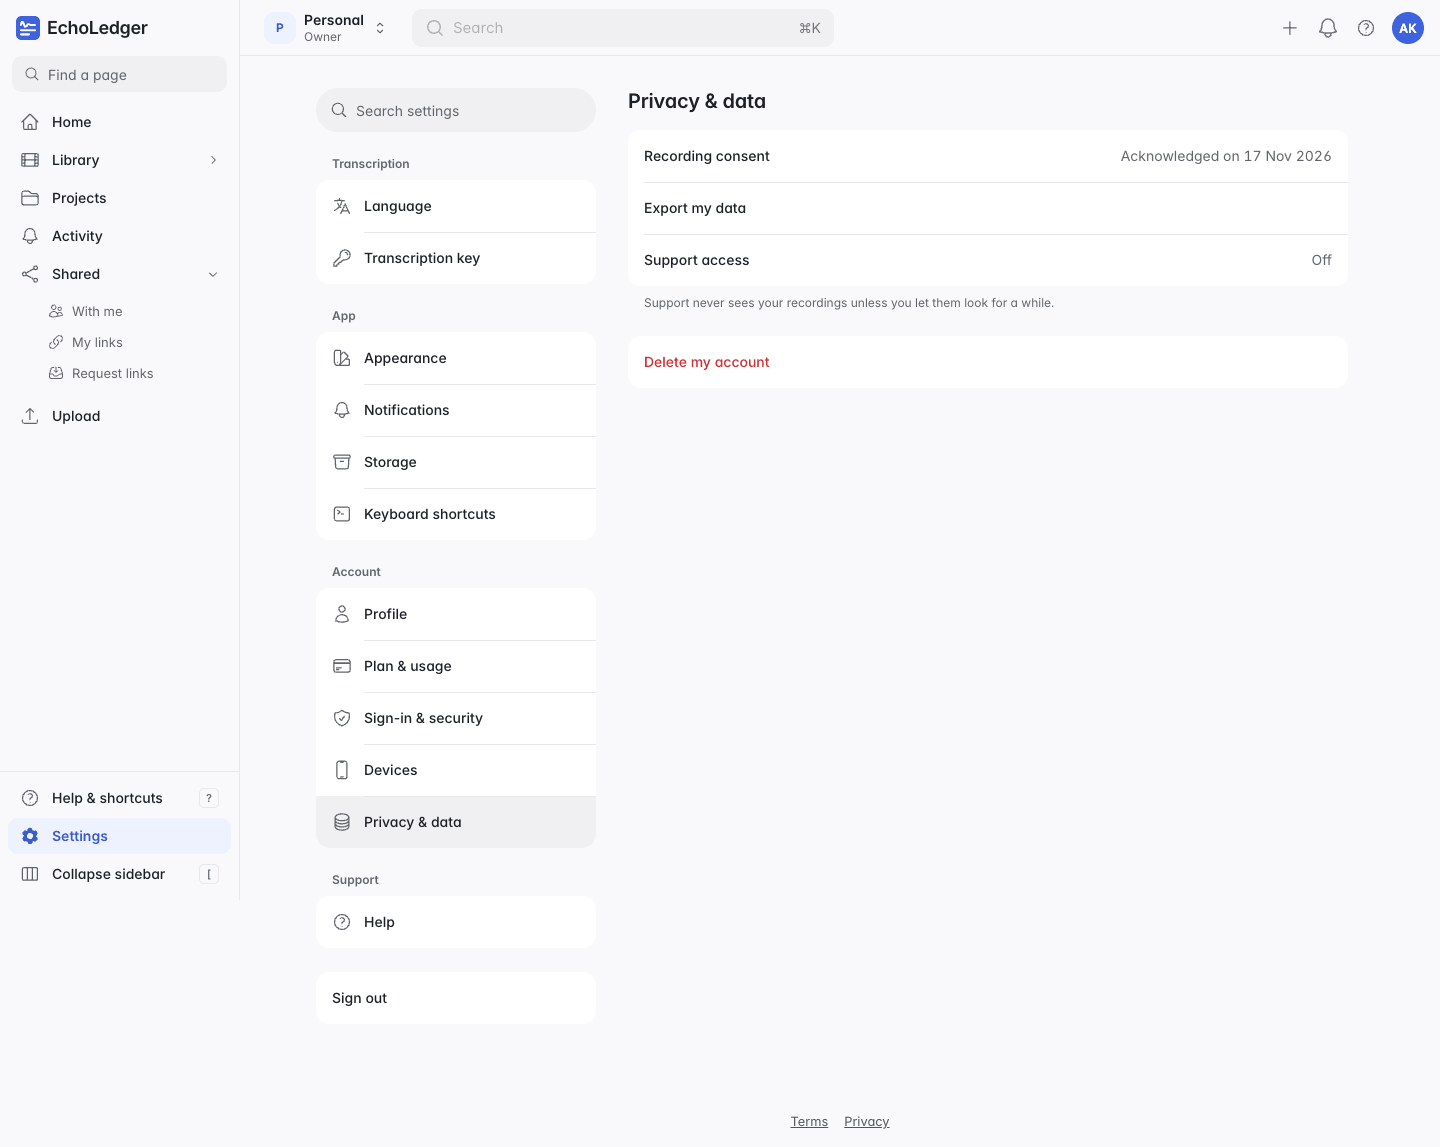 EchoLedger
Find a page
Home
Library
Projects
Activity
Shared
With me
My links
Request links
Upload
Help & shortcuts ?
Settings
Collapse sidebar [
P
Personal
Owner
Search ⌘K
AK
Search settings
Transcription
Language
Transcription key
App
Appearance
Notifications
Storage
Keyboard shortcuts
Account
Profile
Plan & usage
Sign-in & security
Devices
Privacy & data
Support
Help
Sign out
Privacy & data
Recording consent Acknowledged on 17 Nov 2026
Export my data
Support access Off
Support never sees your recordings unless you let them look for a while.
Delete my account
Terms Privacy